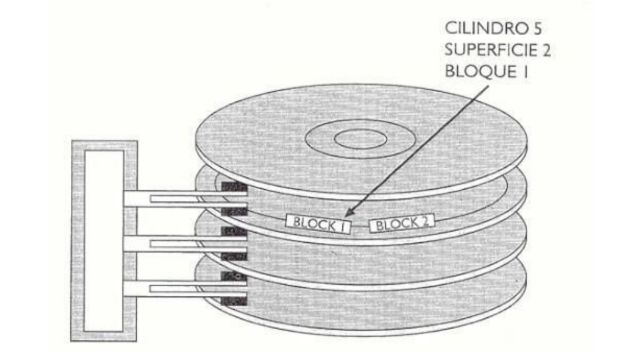 CILINDRO 5
SUPERFICIE 2
BLOQUE 1
BLOCK 1
BLOCK 2